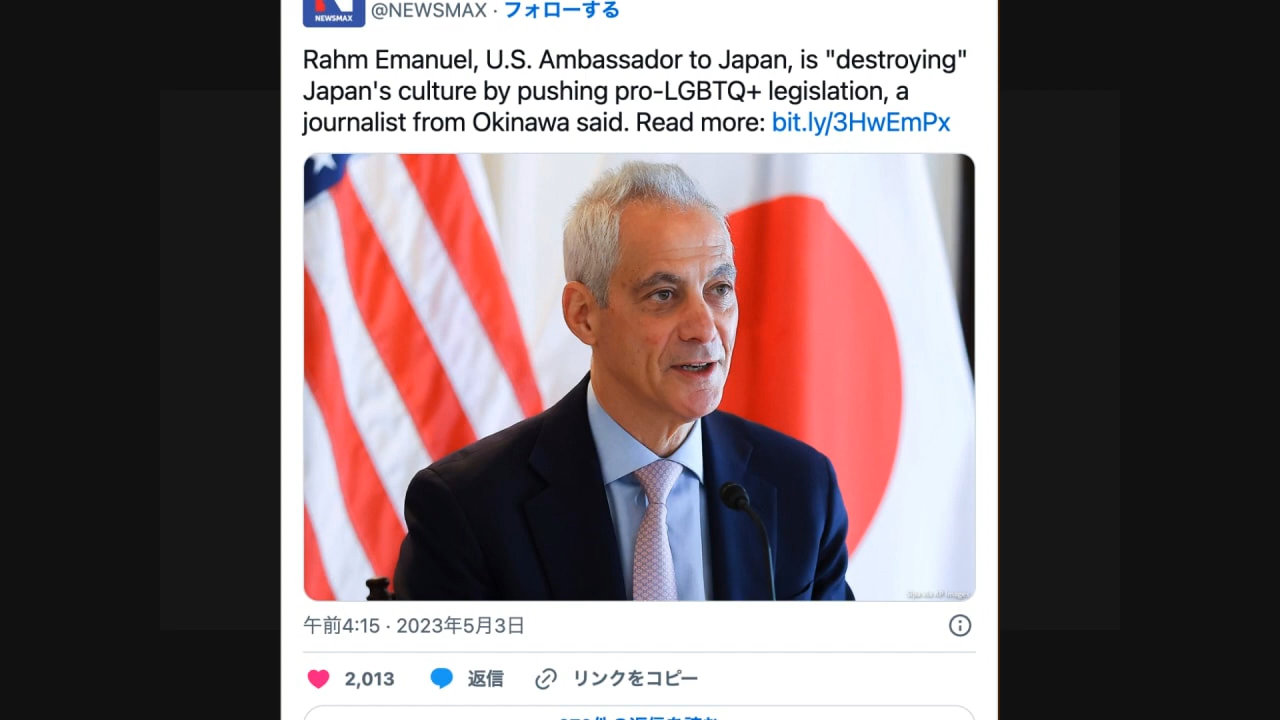 NEWSMAX
@NEWSMAX · フォローする
Rahm Emanuel, U.S. Ambassador to Japan, is "destroying"
Japan's culture by pushing pro-LGBTQ+ legislation, a
journalist from Okinawa said. Read more: bit.ly/3HwEmPx
午前4:15 · 2023年5月3日
2,013 返信 リンクをコピー